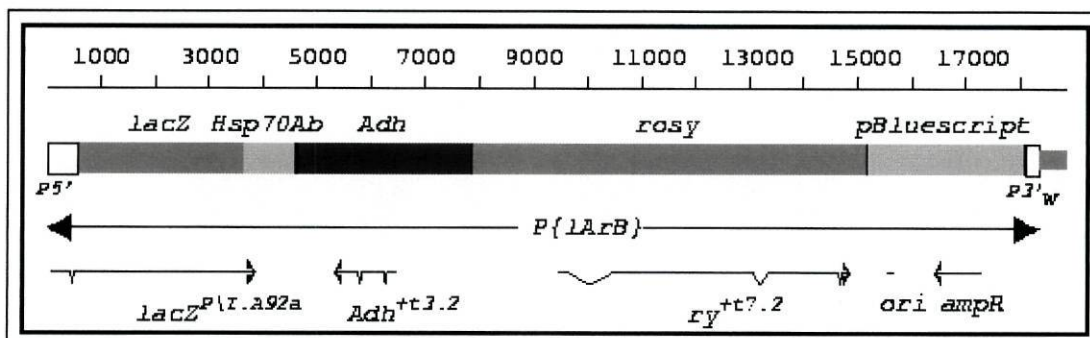 1000 3000 5000 7000 9000 11000 13000 15000 17000
lacZ Hsp70Ab Adh rosy pBluescript
P5' P3' w
P{lArB}
lacZP\T.A92a Adh+t3.2 ry+t7.2 ori ampR